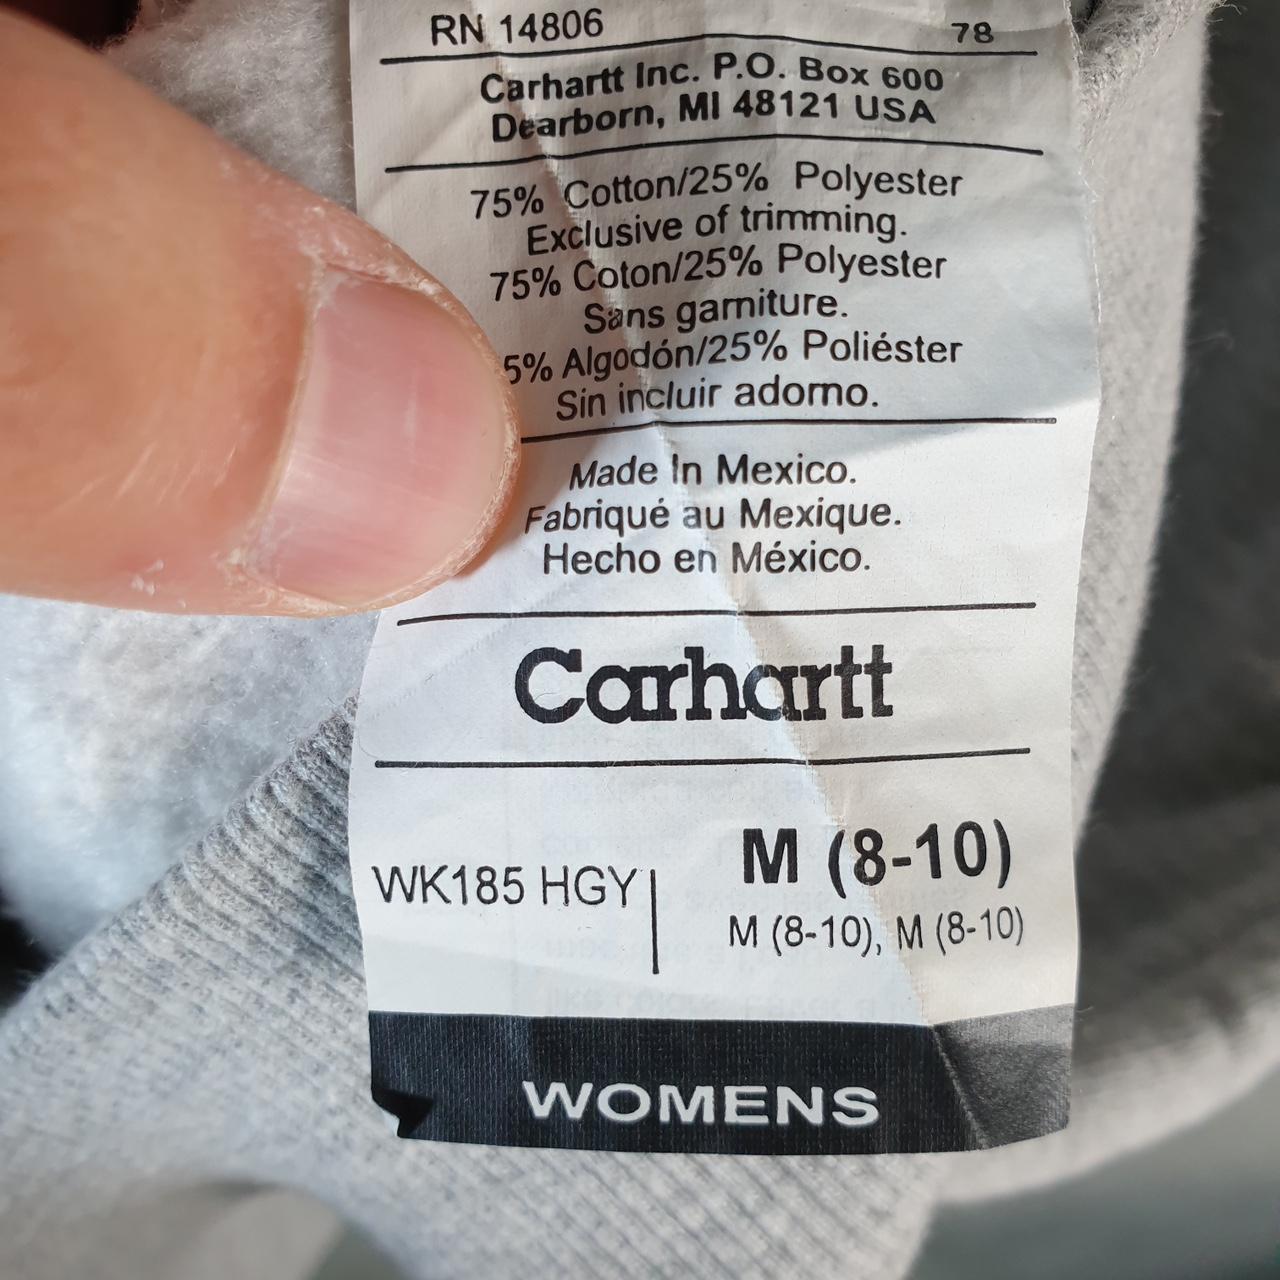 RN 14806 78
Carhartt Inc. P.O. Box 600
Dearborn, MI 48121 USA
75% Cotton/25% Polyester
Exclusive of trimming.
75% Coton/25% Polyester
Sans garniture.
5% Algodón/25% Poliéster
Sin incluir adorno.
Made In Mexico.
Fabriqué au Mexique.
Hecho en México.
Carhartt
WK185 HGY
M (8-10)
M (8-10), M (8-10)
WOMENS